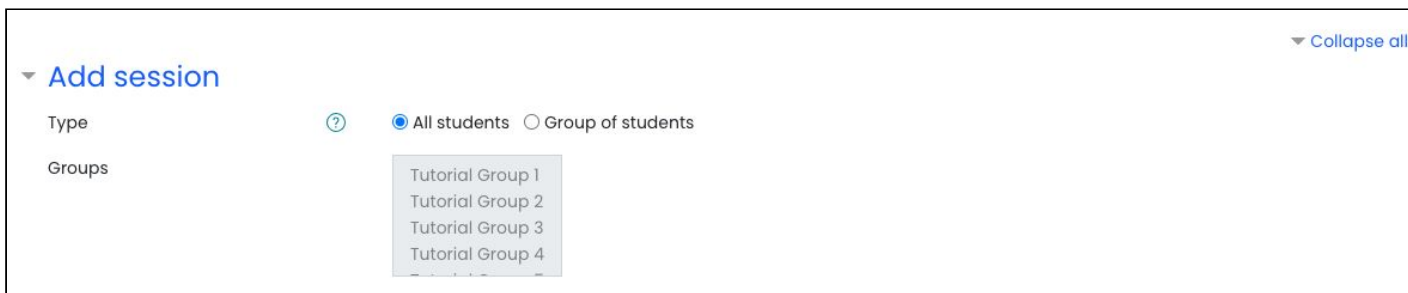 Collapse all
Add session
Type ? All students Group of students
Groups
Tutorial Group 1
Tutorial Group 2
Tutorial Group 3
Tutorial Group 4